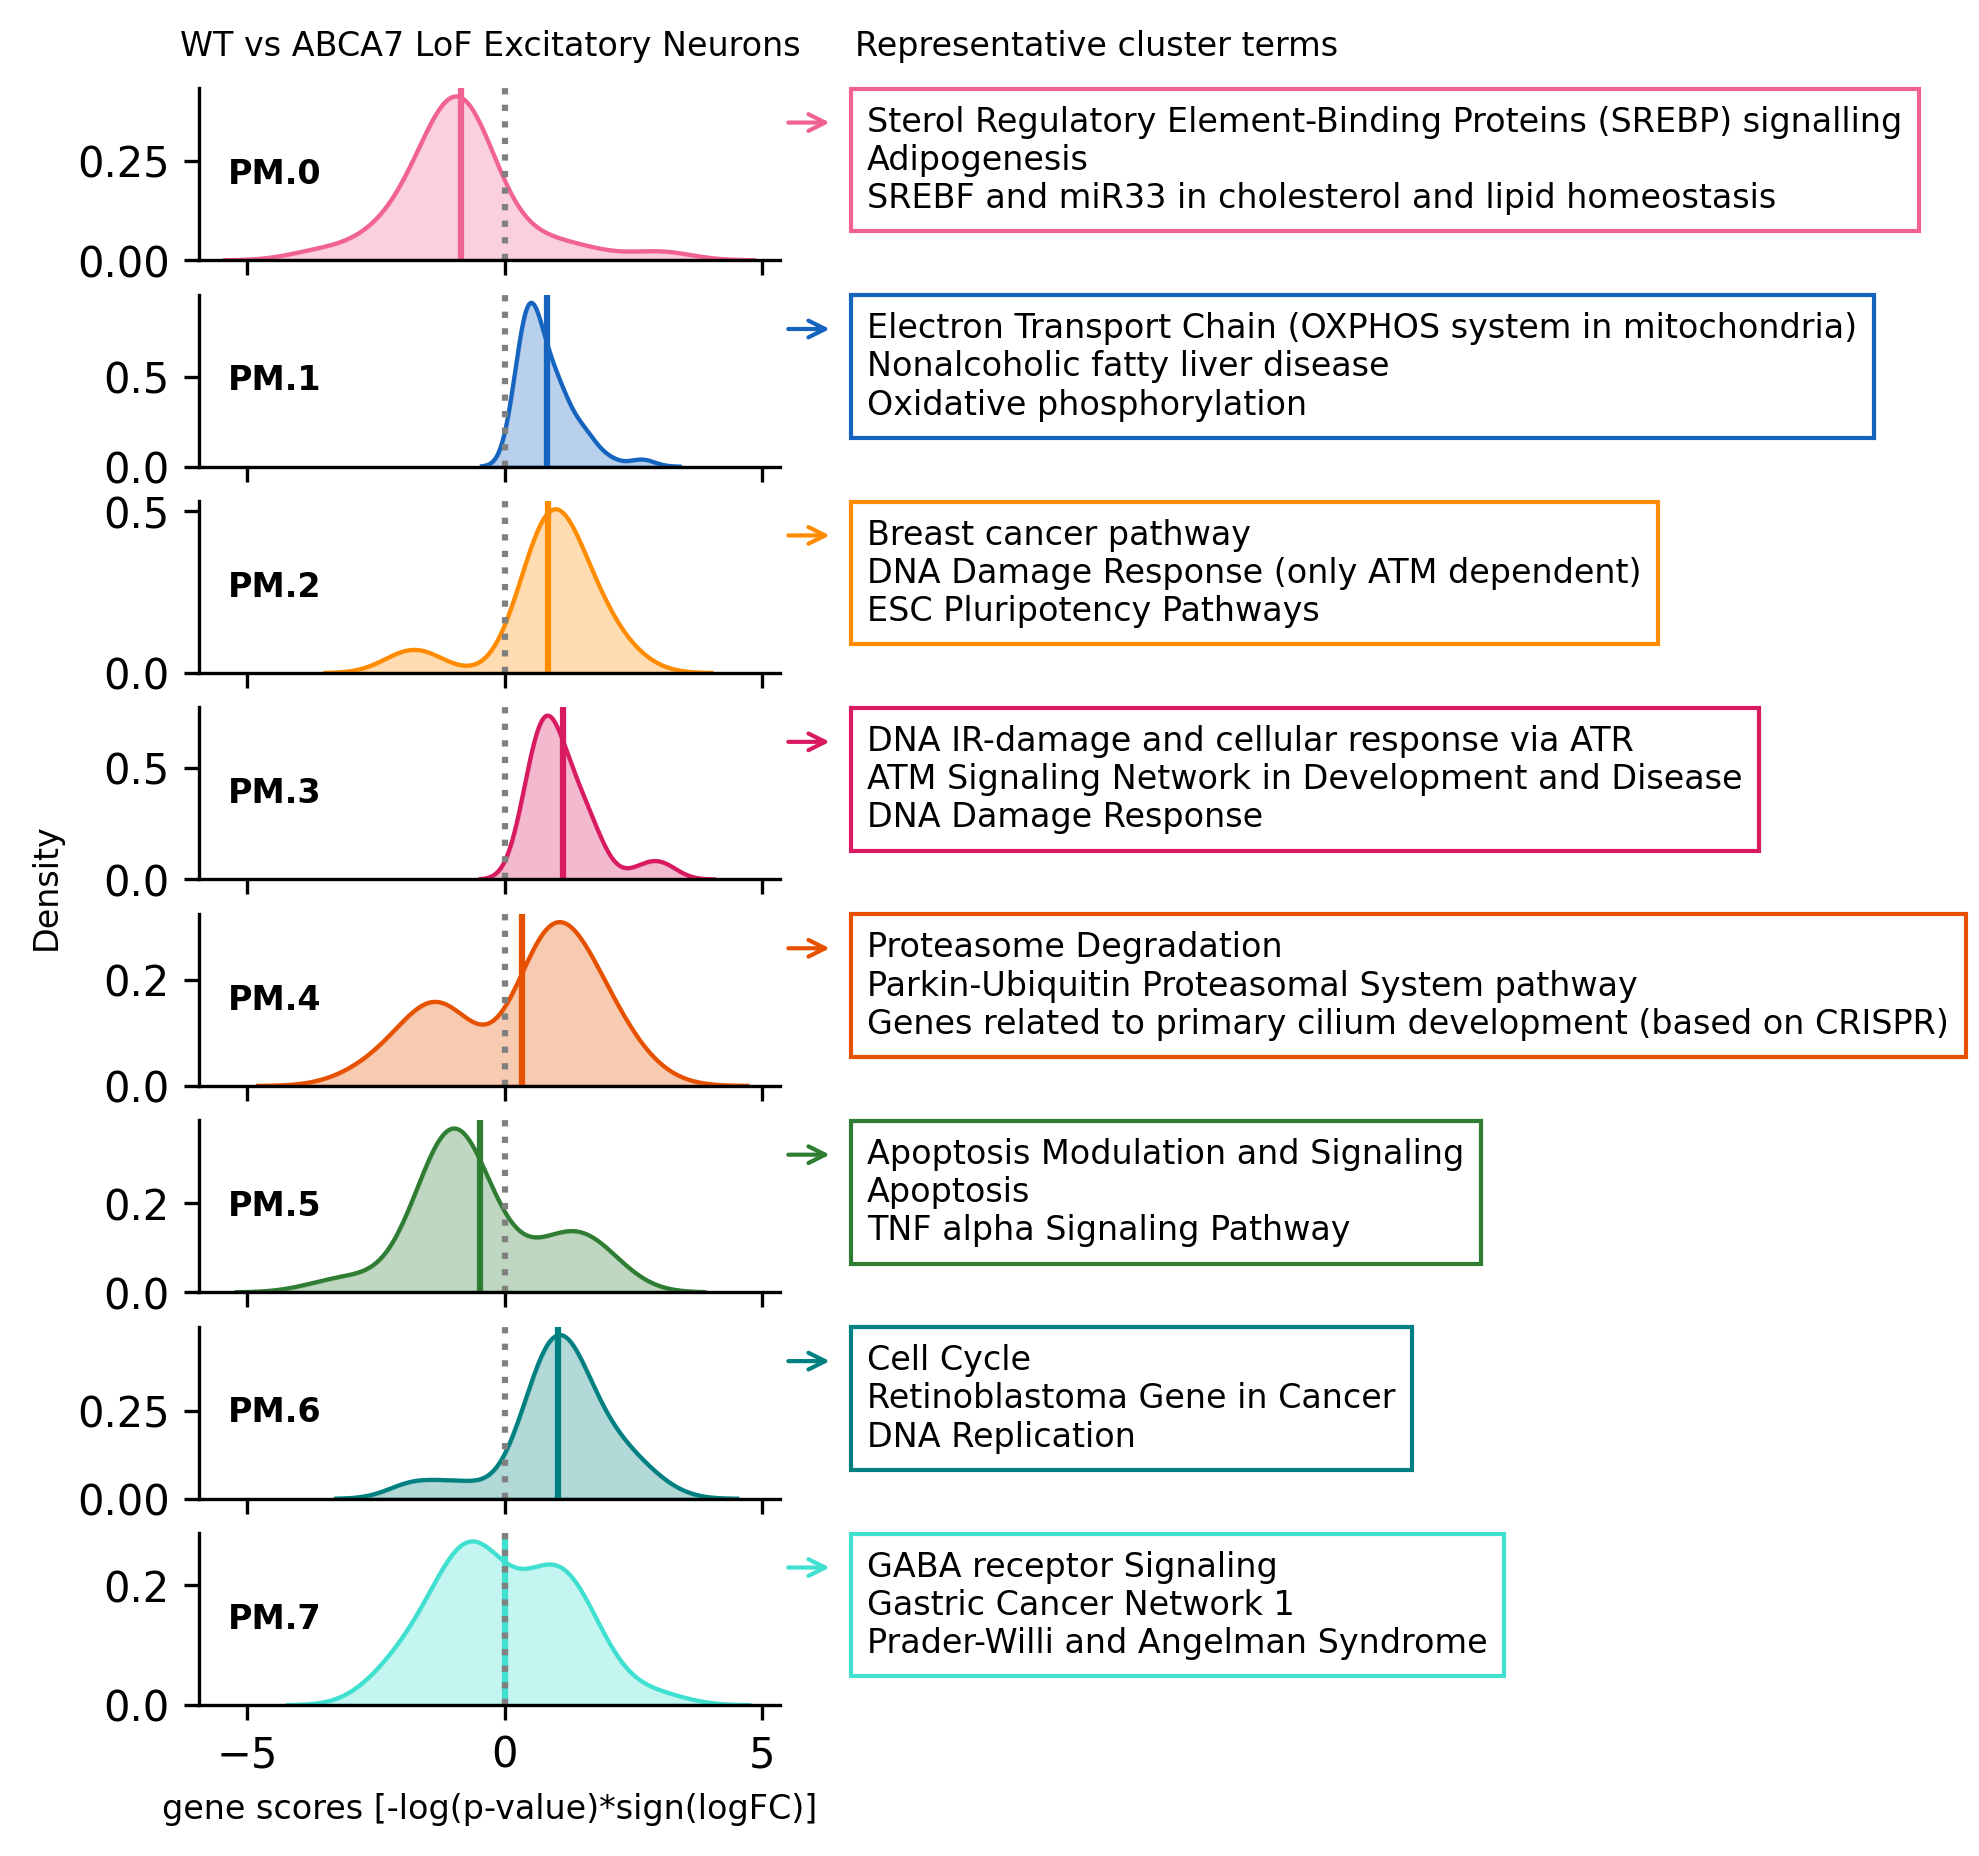 WT vs ABCA7 LoF Excitatory Neurons
Representative cluster terms
0.25
0.00
PM.0
Sterol Regulatory Element-Binding Proteins (SREBP) signalling
Adipogenesis
SREBF and miR33 in cholesterol and lipid homeostasis
0.5
0.0
PM.1
Electron Transport Chain (OXPHOS system in mitochondria)
Nonalcoholic fatty liver disease
Oxidative phosphorylation
0.5
0.0
PM.2
Breast cancer pathway
DNA Damage Response (only ATM dependent)
ESC Pluripotency Pathways
0.5
0.0
PM.3
DNA IR-damage and cellular response via ATR
ATM Signaling Network in Development and Disease
DNA Damage Response
Density
0.2
0.0
PM.4
Proteasome Degradation
Parkin-Ubiquitin Proteasomal System pathway
Genes related to primary cilium development (based on CRISPR)
0.2
0.0
PM.5
Apoptosis Modulation and Signaling
Apoptosis
TNF alpha Signaling Pathway
0.25
0.00
PM.6
Cell Cycle
Retinoblastoma Gene in Cancer
DNA Replication
0.2
0.0
PM.7
GABA receptor Signaling
Gastric Cancer Network 1
Prader-Willi and Angelman Syndrome
−5 0 5
gene scores [-log(p-value)*sign(logFC)]